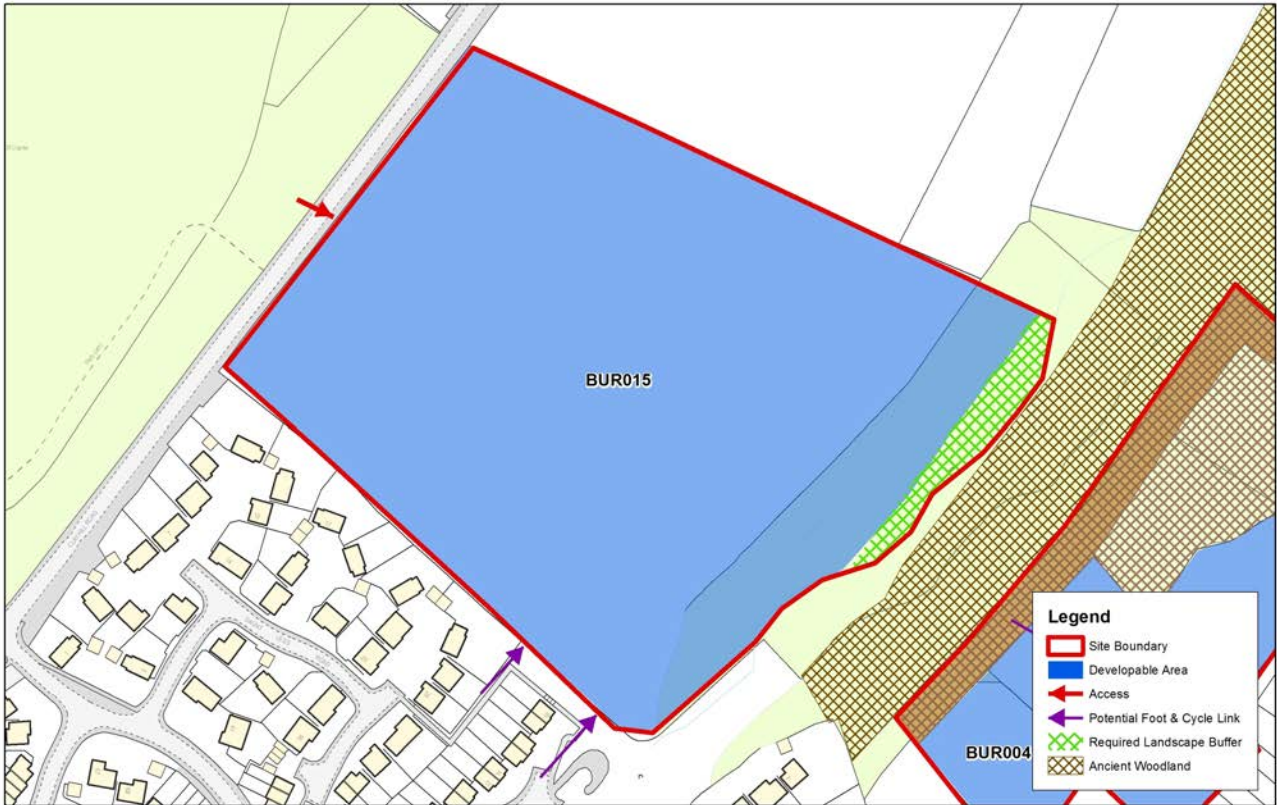 BUR015
BUR004
Legend
Site Boundary
Developable Area
Access
Potential Foot & Cycle Link
Required Landscape Buffer
Ancient Woodland